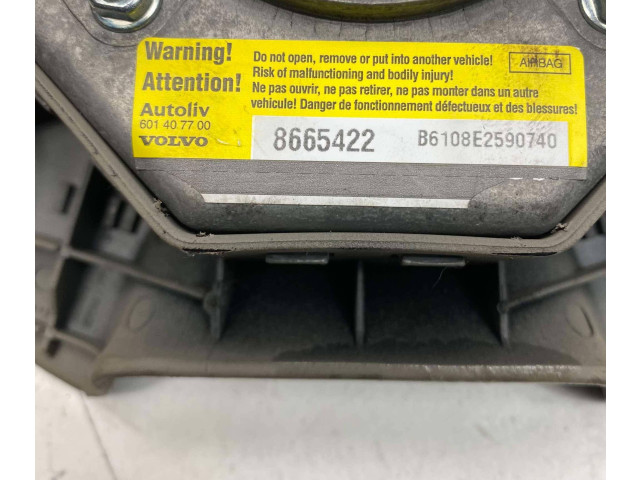 Warning!
Attention!
Do not open, remove or put into another vehicle!
Risk of malfunctioning and bodily injury!
Ne pas ouvrir, ne pas retirer, ne pas monter dans un autre
vehicule! Danger de fonctionnement défectueux et des blessures!
AIRBAG
Autoliv
601 40.77 00
VOLVO
8665422
B6108E2590740